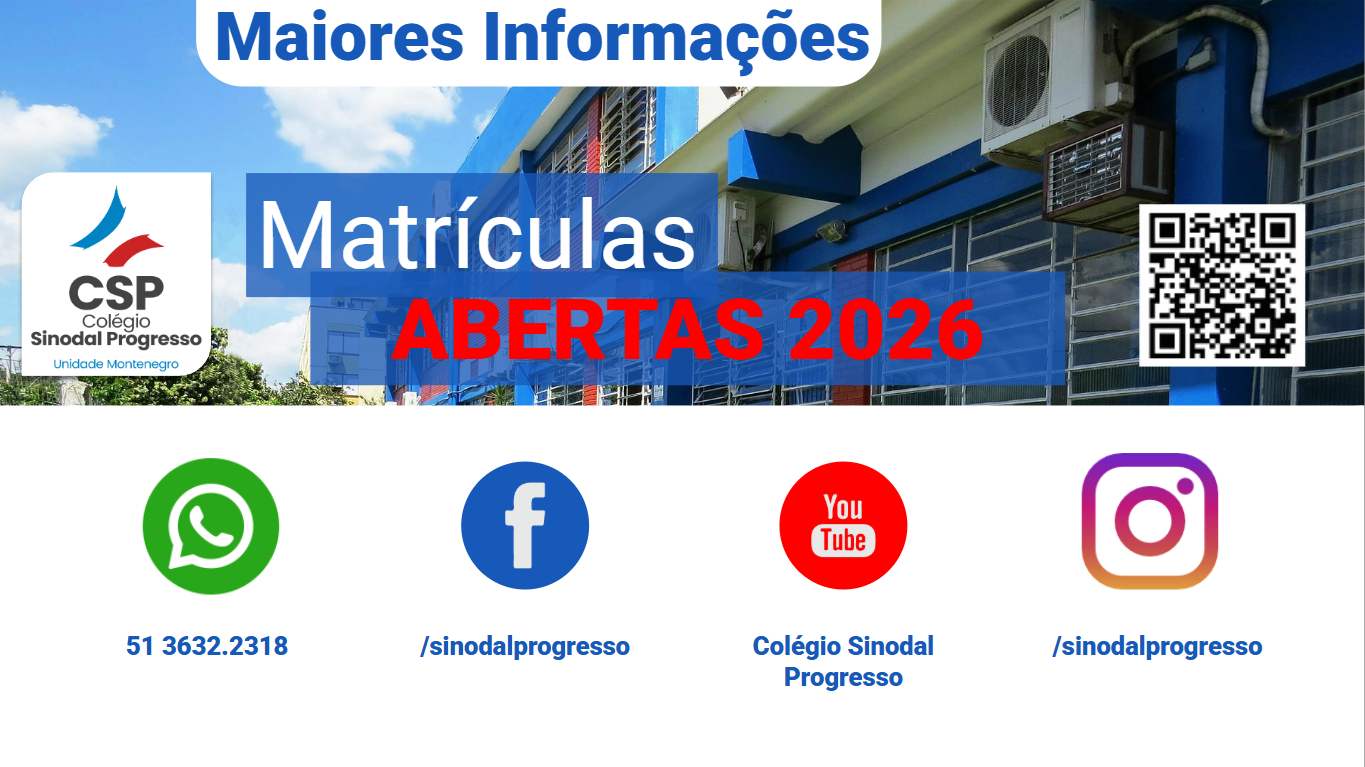 Maiores Informações
Matrículas
ABERTAS 2026
CSP
Colégio
Sinodal Progresso
Unidade Montenegro
You
Tube
51 3632.2318
/sinodalprogresso
Colégio Sinodal
Progresso
/sinodalprogresso